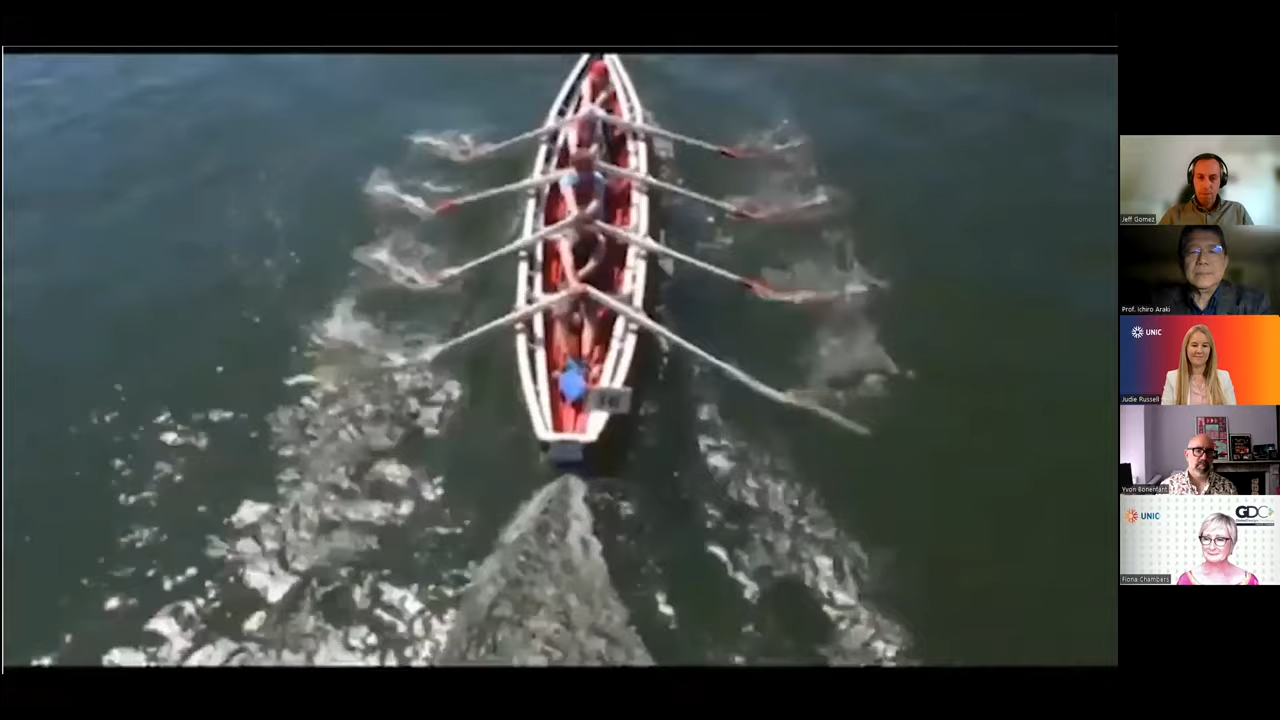 Jeff Gomez
Prof. Ichiro Araki
UNIC
Judie Russell
Yvon Bonenfant
UNIC
GDC
Fiona Chambers